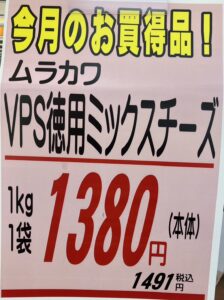 今月のお買得品！
ムラカワ
VPS徳用ミックスチーズ
1kg
1袋
1380円
(本体)
1491税込円